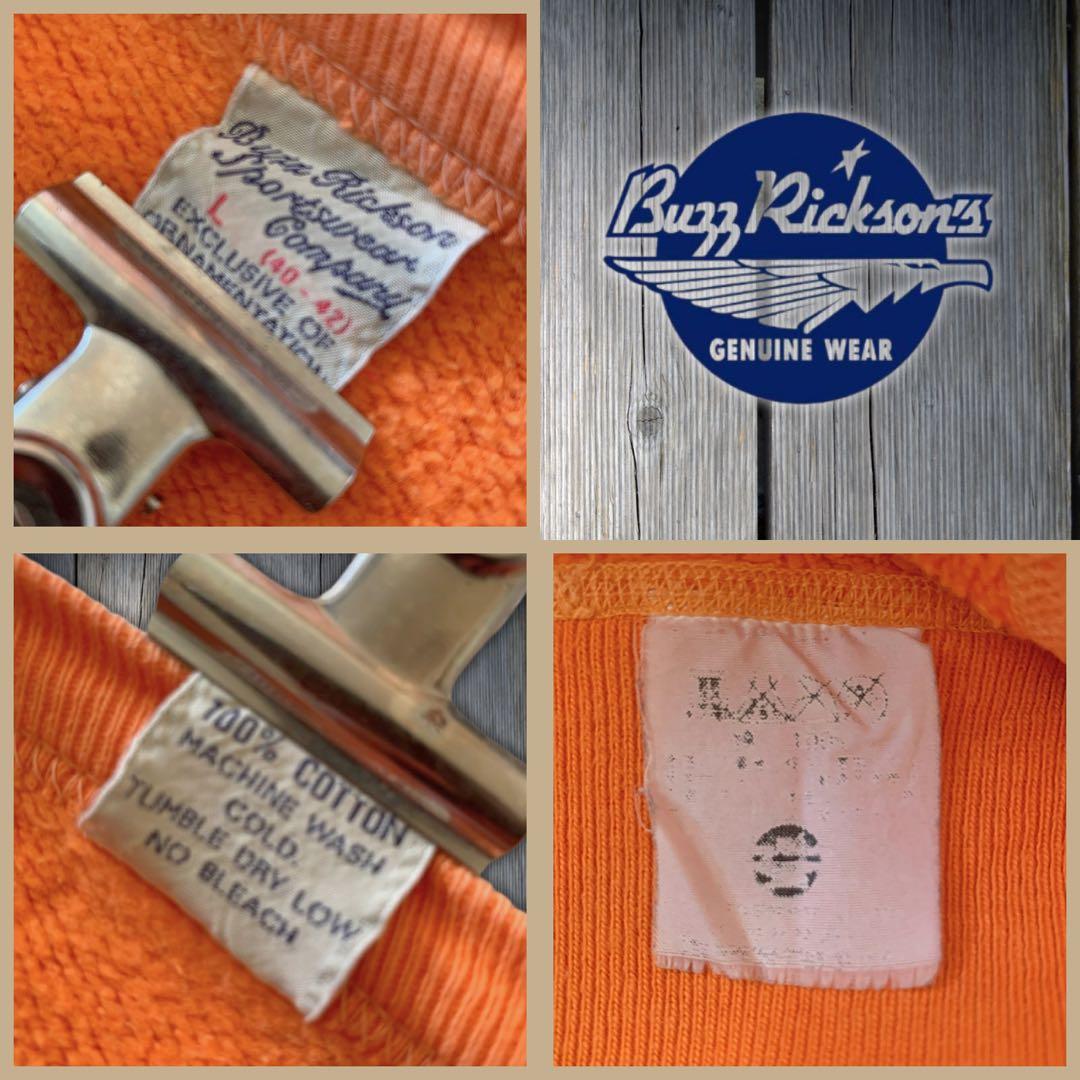 Buzz Rickson
Sportswear
Company
L (40 - 42)
EXCLUSIVE OF
ORNAMENTATION
Buzz Rickson's
GENUINE WEAR
100% COTTON
MACHINE WASH
COLD.
TUMBLE DRY LOW
NO BLEACH